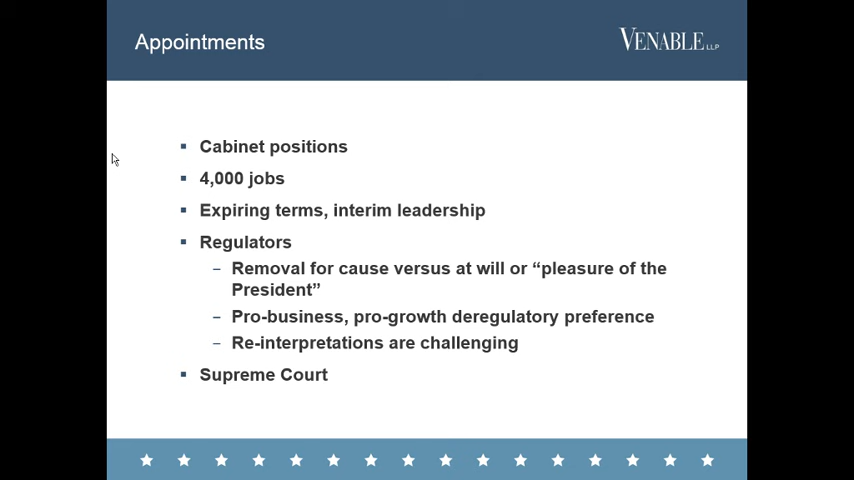 Appointments
VENABLE LLP
▪ Cabinet positions
▪ 4,000 jobs
▪ Expiring terms, interim leadership
▪ Regulators
– Removal for cause versus at will or “pleasure of the
President”
– Pro-business, pro-growth deregulatory preference
– Re-interpretations are challenging
▪ Supreme Court